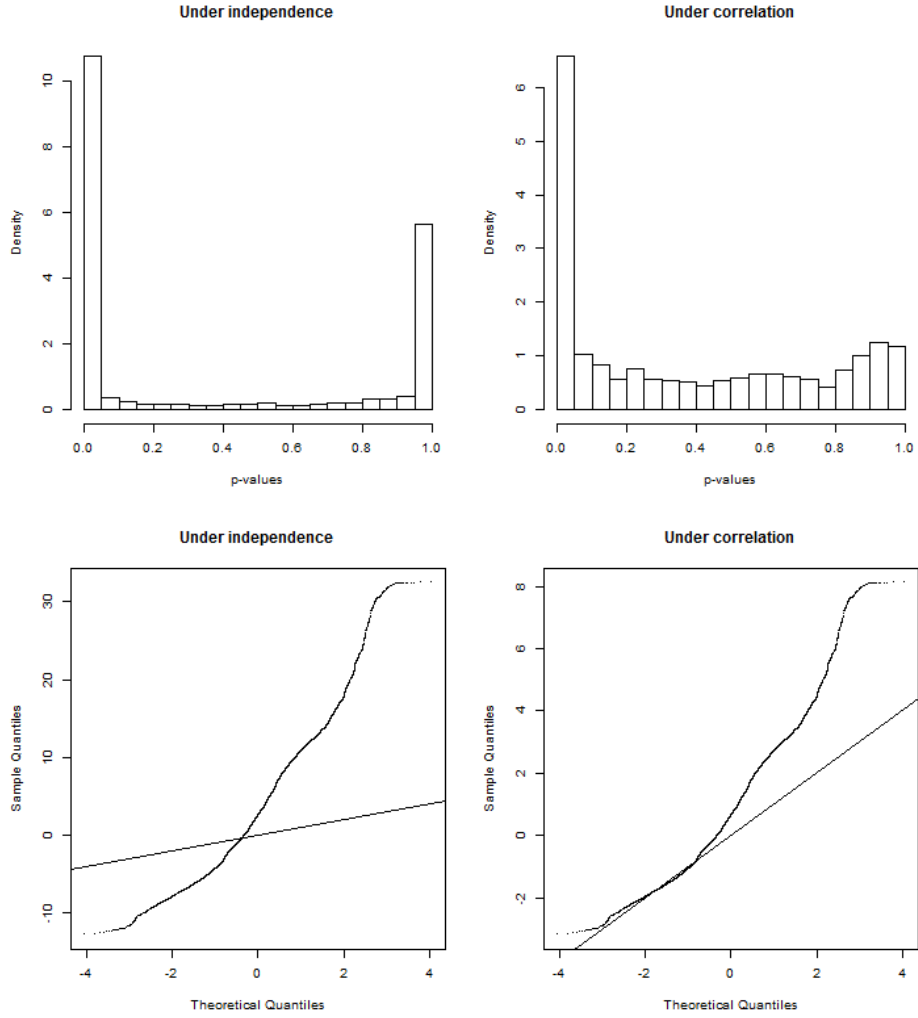 Under independence
Under correlation
Density
10
8
6
4
2
0
0.0 0.2 0.4 0.6 0.8 1.0
p-values
Density
6
5
4
3
2
1
0
0.0 0.2 0.4 0.6 0.8 1.0
p-values
Under independence
Under correlation
Sample Quantiles
30
20
10
0
-10
-4 -2 0 2 4
Theoretical Quantiles
Sample Quantiles
8
6
4
2
0
-2
-4 -2 0 2 4
Theoretical Quantiles